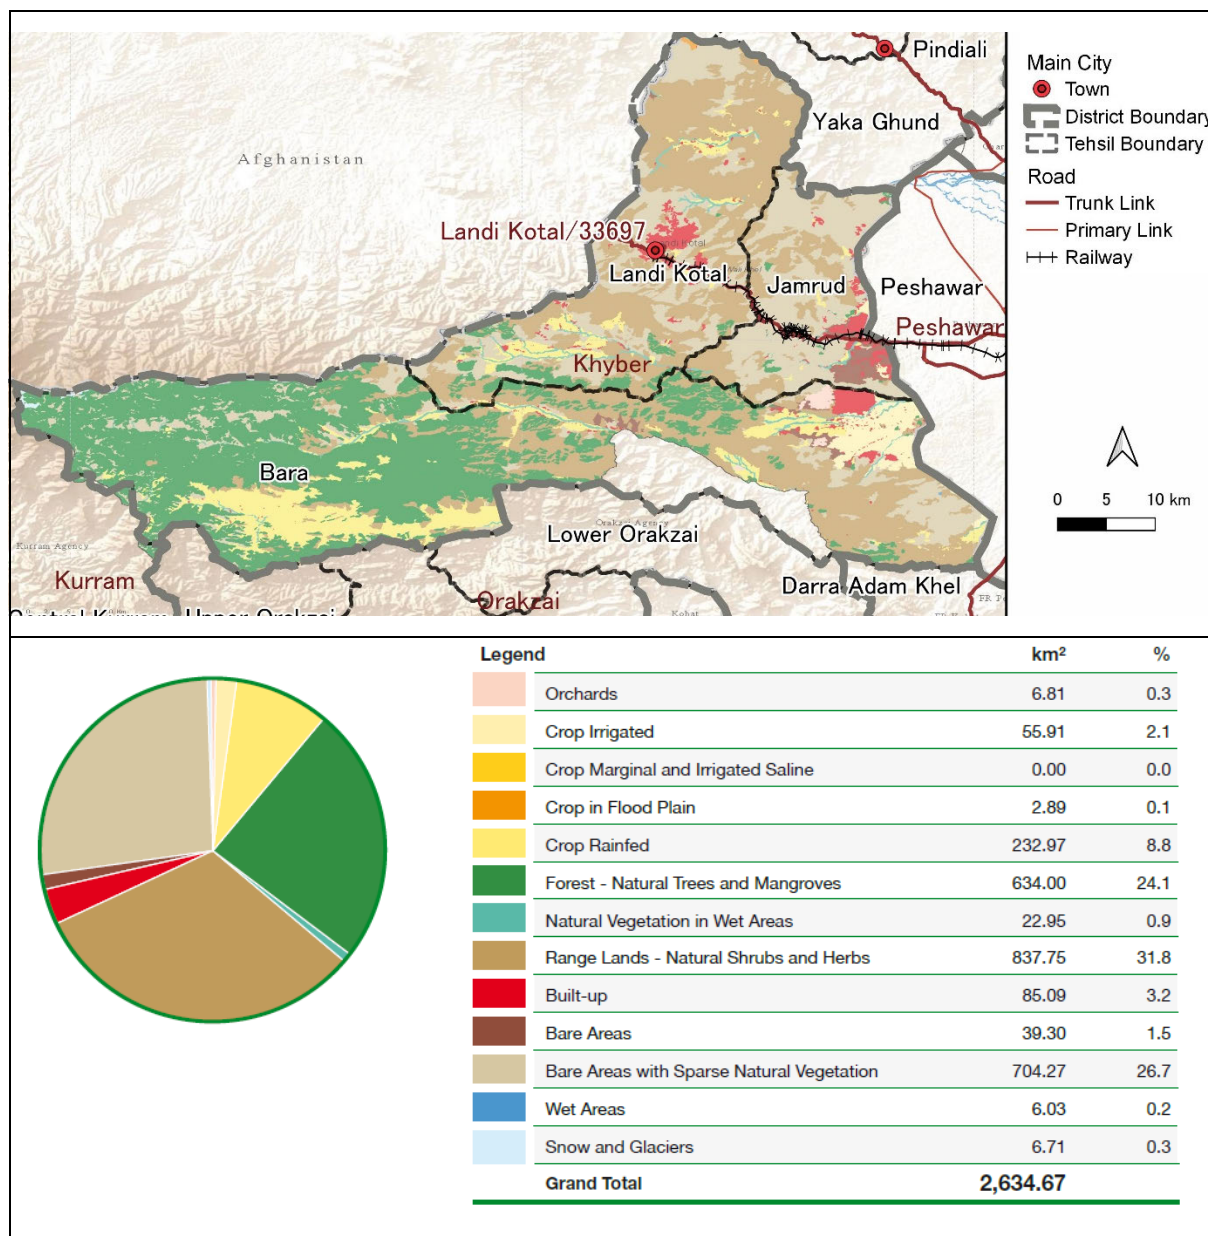 Pindiali
Yaka Ghund
Afghanistan
Landi Kotal/33697
Landi Kotal
Jamrud
Peshawar
Peshawar
Khyber
Bara
Lower Orakzai
Kurram Agency
Kurram
Orakzai
Darra Adam Khel
Kohat
Upper Orakzai
Main City
Town
District Boundary
Tehsil Boundary
Road
Trunk Link
Primary Link
Railway
0 5 10 km
Legend km² %
Orchards 6.81 0.3
Crop Irrigated 55.91 2.1
Crop Marginal and Irrigated Saline 0.00 0.0
Crop in Flood Plain 2.89 0.1
Crop Rainfed 232.97 8.8
Forest - Natural Trees and Mangroves 634.00 24.1
Natural Vegetation in Wet Areas 22.95 0.9
Range Lands - Natural Shrubs and Herbs 837.75 31.8
Built-up 85.09 3.2
Bare Areas 39.30 1.5
Bare Areas with Sparse Natural Vegetation 704.27 26.7
Wet Areas 6.03 0.2
Snow and Glaciers 6.71 0.3
Grand Total 2,634.67